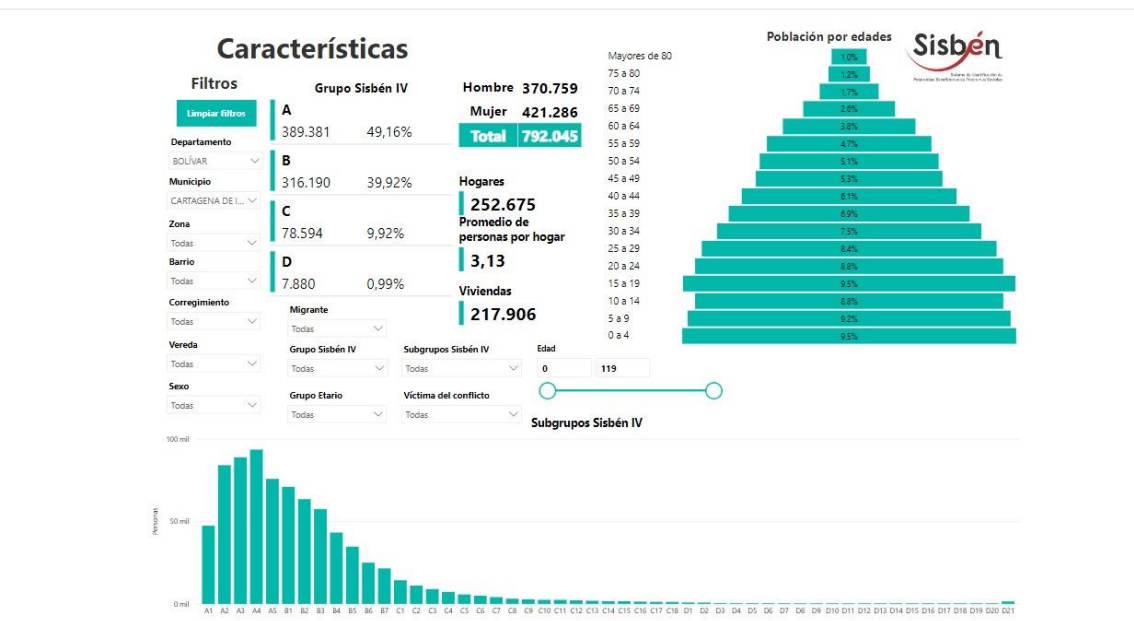 Características
Filtros
Limpiar filtros
Departamento
BOLÍVAR
Municipio
CARTAGENA DE I...
Zona
Todas
Barrio
Todas
Corregimiento
Todas
Vereda
Todas
Sexo
Todas
Grupo Sisbén IV
A
389.381 49,16%
B
316.190 39,92%
C
78.594 9,92%
D
7.880 0,99%
Migrante
Todas
Grupo Sisbén IV
Todas
Grupo Etario
Todas
Subgrupos Sisbén IV
Todas
Víctima del conflicto
Todas
Hombre 370.759
Mujer 421.286
Total 792.045
Hogares
252.675
Promedio de
personas por hogar
3,13
Viviendas
217.906
Edad
0 119
Población por edades
Sisbén
Mayores de 80 1.0%
75 a 80 1.2%
70 a 74 1.7%
65 a 69 2.6%
60 a 64 3.8%
55 a 59 4.7%
50 a 54 5.1%
45 a 49 5.3%
40 a 44 6.1%
35 a 39 6.9%
30 a 34 7.5%
25 a 29 8.4%
20 a 24 8.8%
15 a 19 9.5%
10 a 14 8.8%
5 a 9 9.2%
0 a 4 9.5%
Subgrupos Sisbén IV
100 mil
50 mil
0 mil
Personas
A1 A2 A3 A4 A5 B1 B2 B3 B4 B5 B6 B7 C1 C2 C3 C4 C5 C6 C7 C8 C9 C10 C11 C12 C13 C14 C15 C16 C17 C18 D1 D2 D3 D4 D5 D6 D7 D8 D9 D10 D11 D12 D13 D14 D15 D16 D17 D18 D19 D20 D21